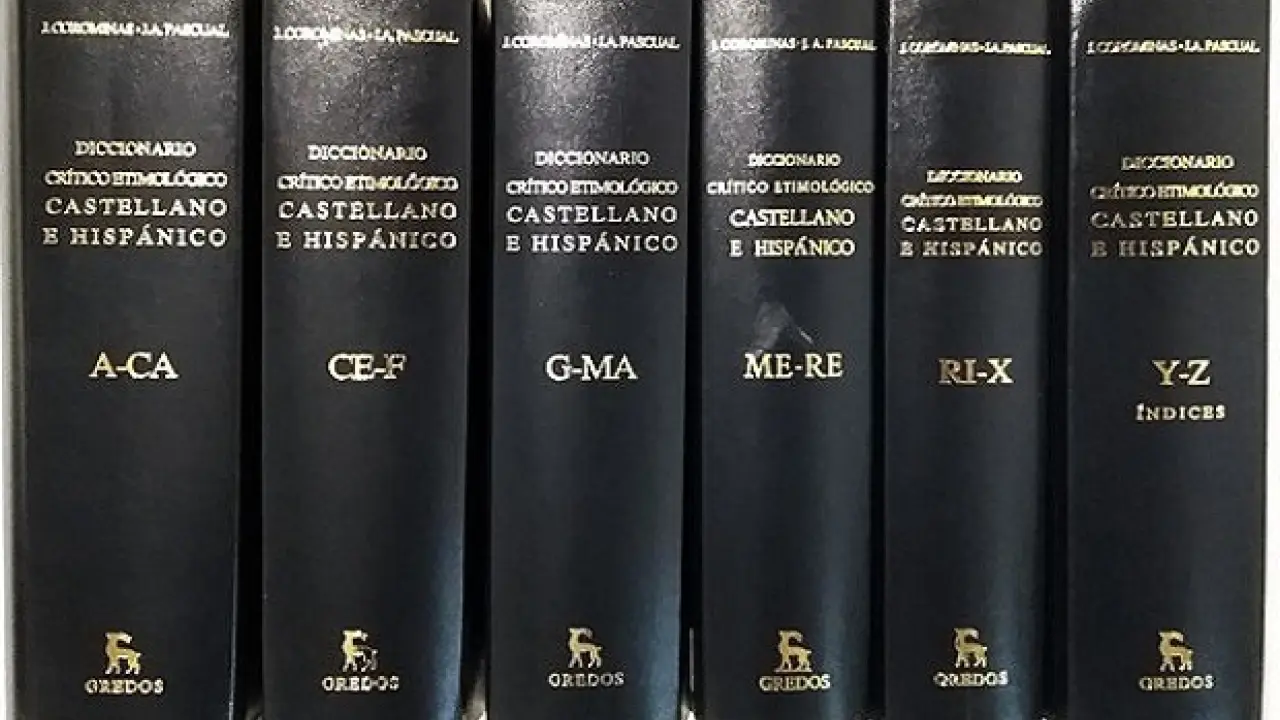 J. COROMINAS - J.A. PASCUAL
DICCIONARIO
CRÍTICO ETIMOLÓGICO
CASTELLANO
E HISPÁNICO
A-CA
GREDOS
J. COROMINAS - J.A. PASCUAL
DICCIONARIO
CRÍTICO ETIMOLÓGICO
CASTELLANO
E HISPÁNICO
CE-F
GREDOS
J. COROMINAS - J.A. PASCUAL
DICCIONARIO
CRÍTICO ETIMOLÓGICO
CASTELLANO
E HISPÁNICO
G-MA
GREDOS
J. COROMINAS - J. A. PASCUAL
DICCIONARIO
CRÍTICO ETIMOLÓGICO
CASTELLANO
E HISPÁNICO
ME-RE
GREDOS
J. COROMINAS - J.A. PASCUAL
DICCIONARIO
CRÍTICO ETIMOLÓGICO
CASTELLANO
E HISPÁNICO
RI-X
GREDOS
J. COROMINAS - J.A. PASCUAL
DICCIONARIO
CRÍTICO ETIMOLÓGICO
CASTELLANO
E HISPÁNICO
Y-Z
ÍNDICES
GREDOS